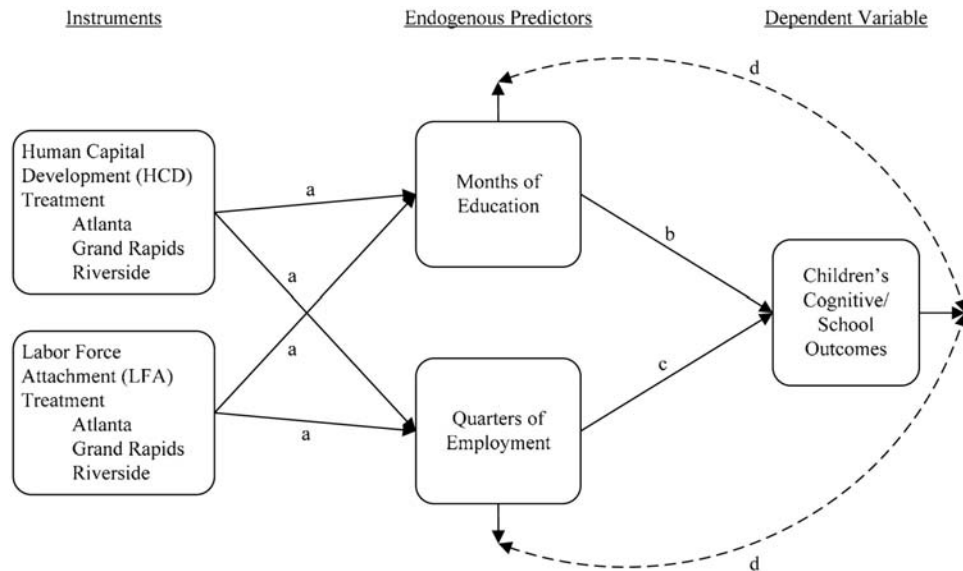 Instruments
Endogenous Predictors
Dependent Variable
Human Capital
Development (HCD)
Treatment
Atlanta
Grand Rapids
Riverside
Labor Force
Attachment (LFA)
Treatment
Atlanta
Grand Rapids
Riverside
a
a
a
a
Months of
Education
Quarters of
Employment
b
c
Children's
Cognitive/
School
Outcomes
d
d